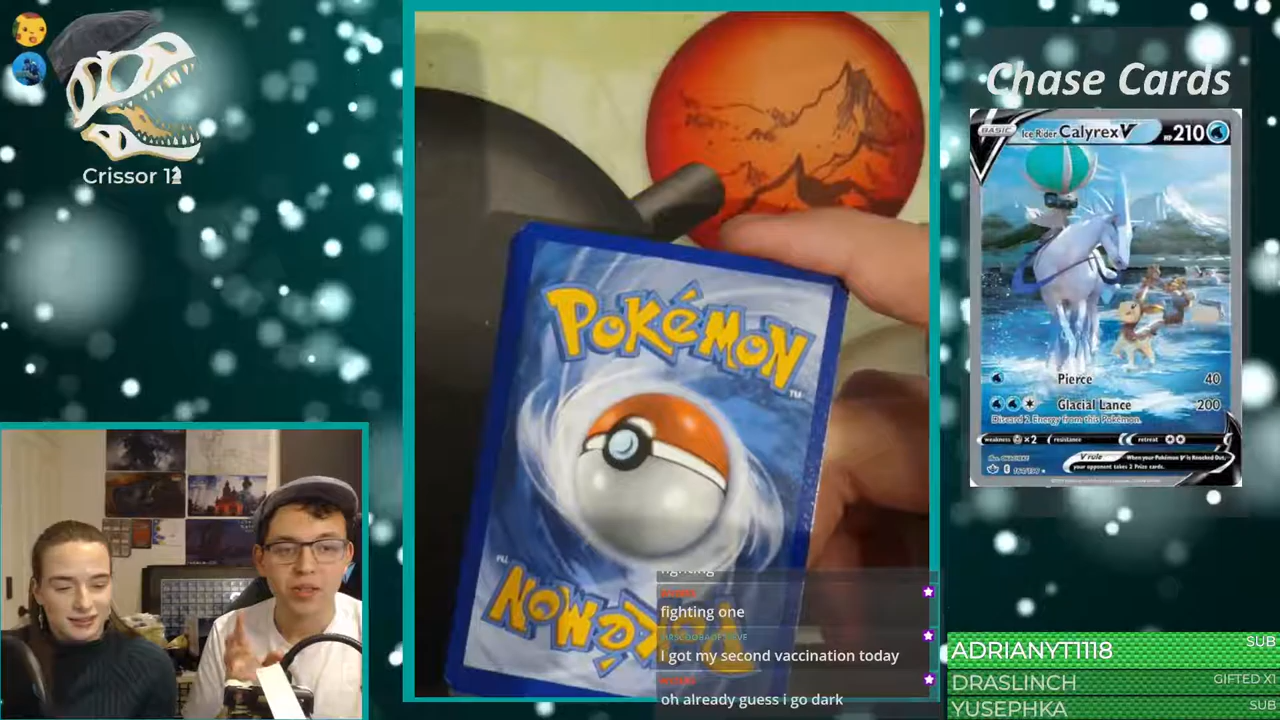 Crissor 1
POKéMON
POKéMON
fighting one
I got my second vaccination today
oh already guess i go dark
Chase Cards
BASIC Ice Rider Calyrex V HP 210
Pierce 40
Glacial Lance 200
Discard 2 Energy from this Pokémon.
weakness ×2 resistance retreat
V rule When your Pokémon V is Knocked Out,
your opponent takes 2 Prize cards.
ADRIANYT1118 SUB
DRASLINCH GIFTED X1
YUSEPHKA SUB